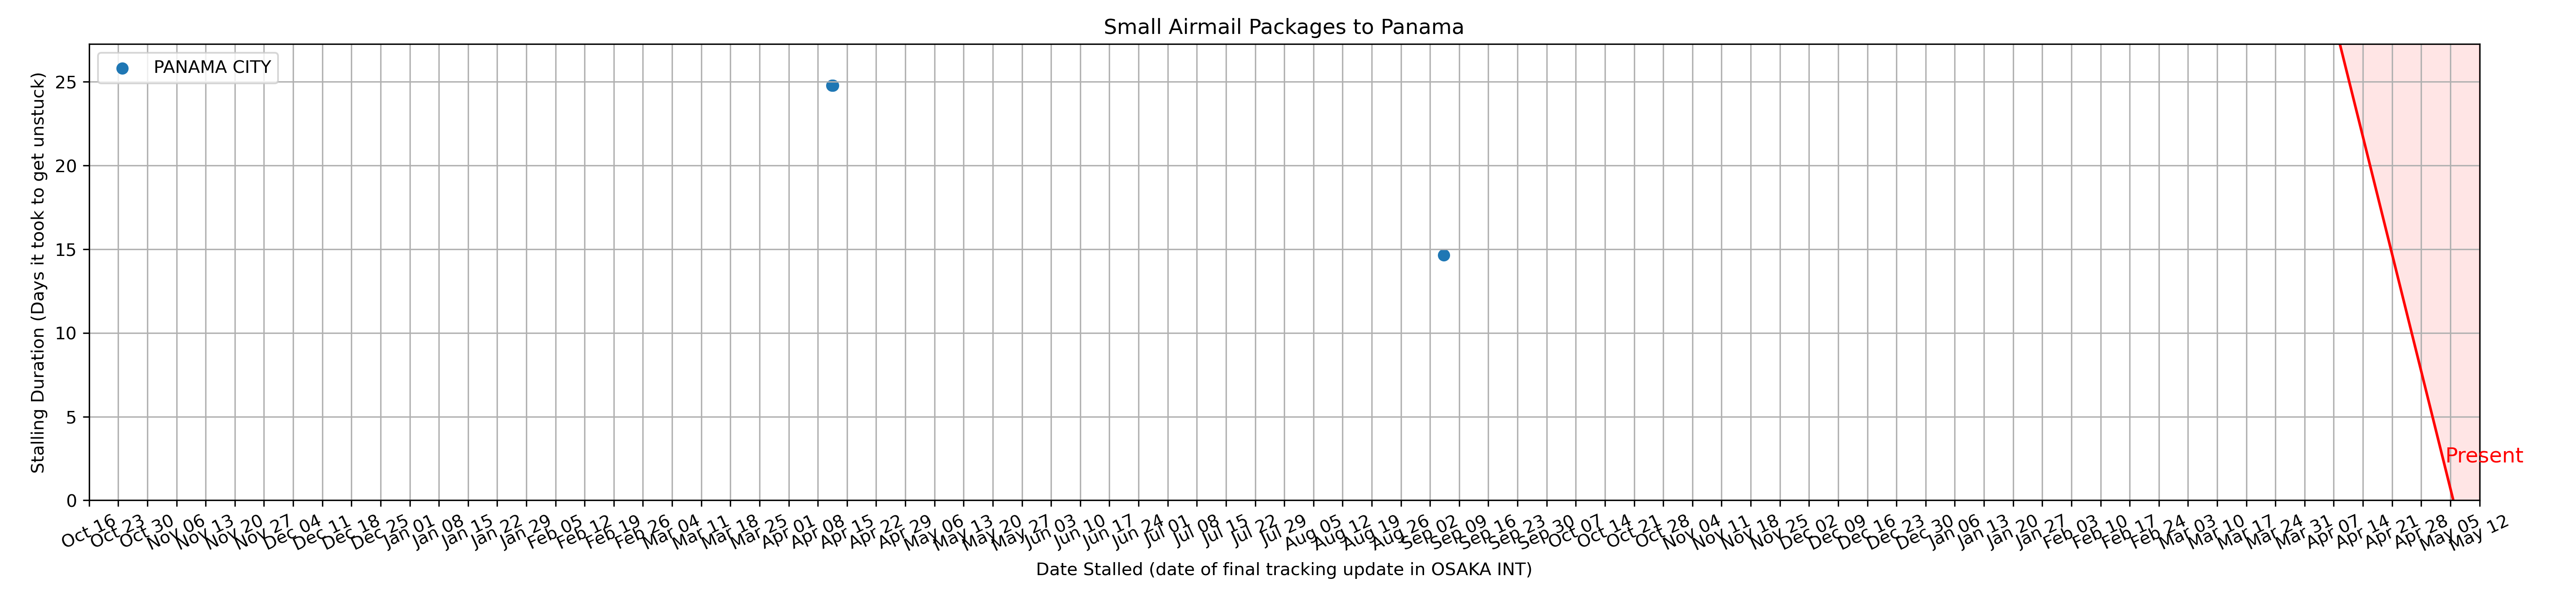 Small Airmail Packages to Panama
PANAMA CITY
Stalling Duration (Days it took to get unstuck)
25
20
15
10
5
0
Present
Oct 16
Oct 23
Oct 30
Nov 06
Nov 13
Nov 20
Nov 27
Dec 04
Dec 11
Dec 18
Dec 25
Jan 01
Jan 08
Jan 15
Jan 22
Jan 29
Feb 05
Feb 12
Feb 19
Feb 26
Mar 04
Mar 11
Mar 18
Mar 25
Apr 01
Apr 08
Apr 15
Apr 22
Apr 29
May 06
May 13
May 20
May 27
Jun 03
Jun 10
Jun 17
Jun 24
Jul 01
Jul 08
Jul 15
Jul 22
Jul 29
Aug 05
Aug 12
Aug 19
Aug 26
Sep 02
Sep 09
Sep 16
Sep 23
Sep 30
Oct 07
Oct 14
Oct 21
Oct 28
Nov 04
Nov 11
Nov 18
Nov 25
Dec 02
Dec 09
Dec 16
Dec 23
Dec 30
Jan 06
Jan 13
Jan 20
Jan 27
Feb 03
Feb 10
Feb 17
Feb 24
Mar 03
Mar 10
Mar 17
Mar 24
Mar 31
Apr 07
Apr 14
Apr 21
Apr 28
May 05
May 12
Date Stalled (date of final tracking update in OSAKA INT)